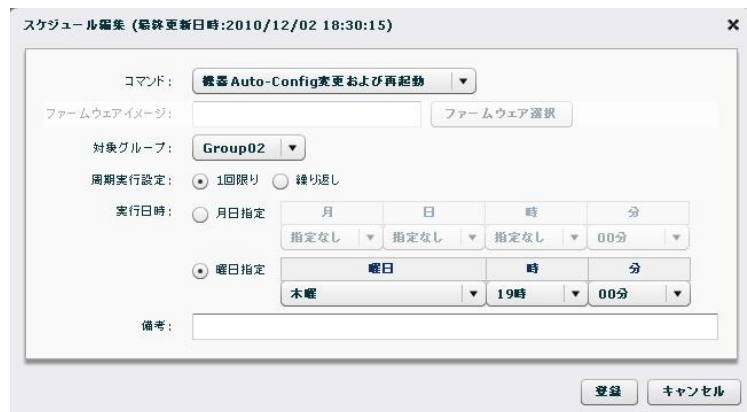 スケジュール編集 (最終更新日時:2010/12/02 18:30:15)
コマンド: 機器Auto-Config変更および再起動
ファームウェアイメージ: ファームウェア選択
対象グループ: Group02
周期実行設定: 1回限り 繰り返し
実行日時: 月日指定 月 日 時 分
指定なし 指定なし 指定なし 00分
曜日指定 曜日 時 分
木曜 19時 00分
備考:
登録 キャンセル